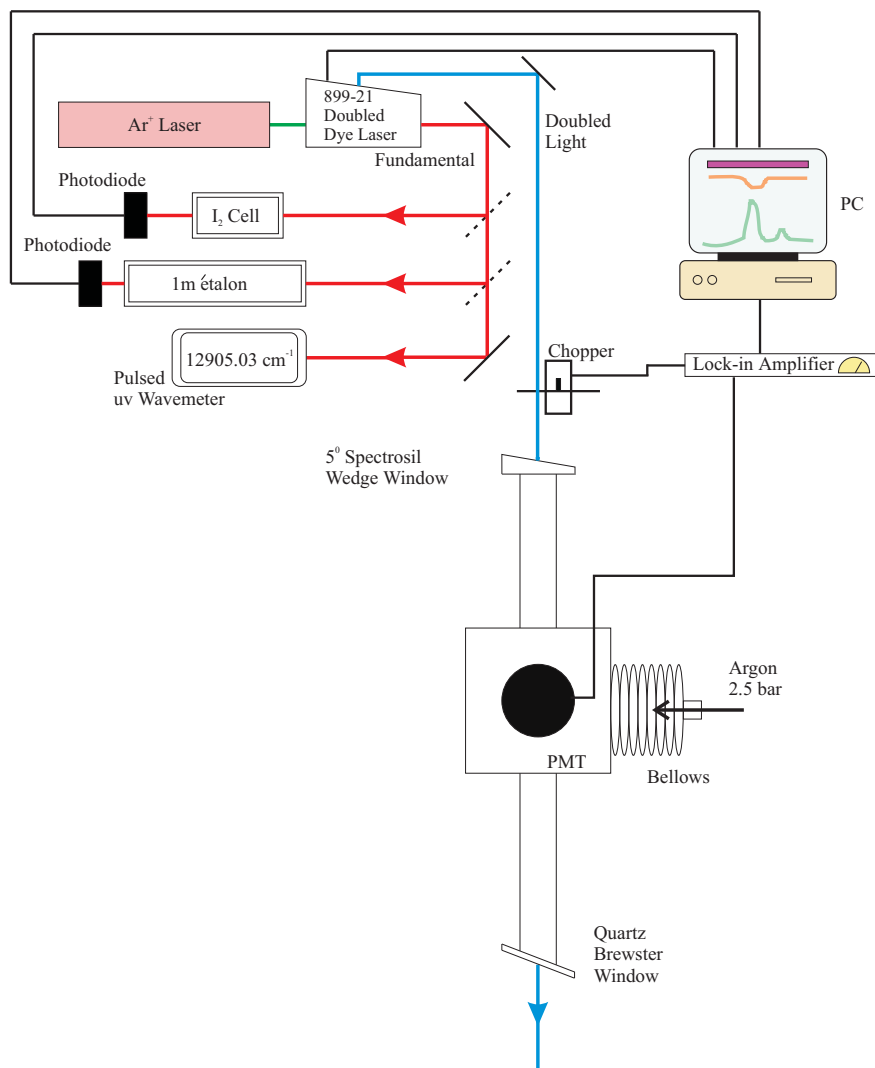 899-21
Doubled
Dye Laser
Ar⁺ Laser
Fundamental
Doubled
Light
Photodiode
I₂ Cell
PC
Photodiode
1m étalon
12905.03 cm⁻¹
Pulsed
uv Wavemeter
Chopper
Lock-in Amplifier
5⁰ Spectrosil
Wedge Window
Argon
2.5 bar
PMT
Bellows
Quartz
Brewster
Window